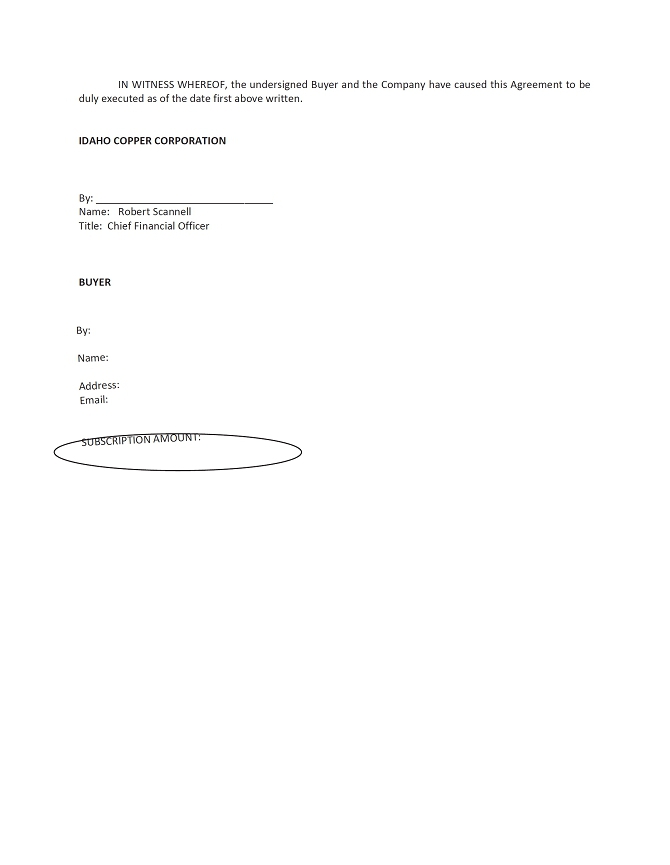 IN WITNESS WHEREOF, the undersigned Buyer and the Company have caused this Agreement to be
duly executed as of the date first above written.
IDAHO COPPER CORPORATION
By: ______________________________
Name: Robert Scannell
Title: Chief Financial Officer
BUYER
By:
Name:
Address:
Email:
SUBSCRIPTION AMOUNT: